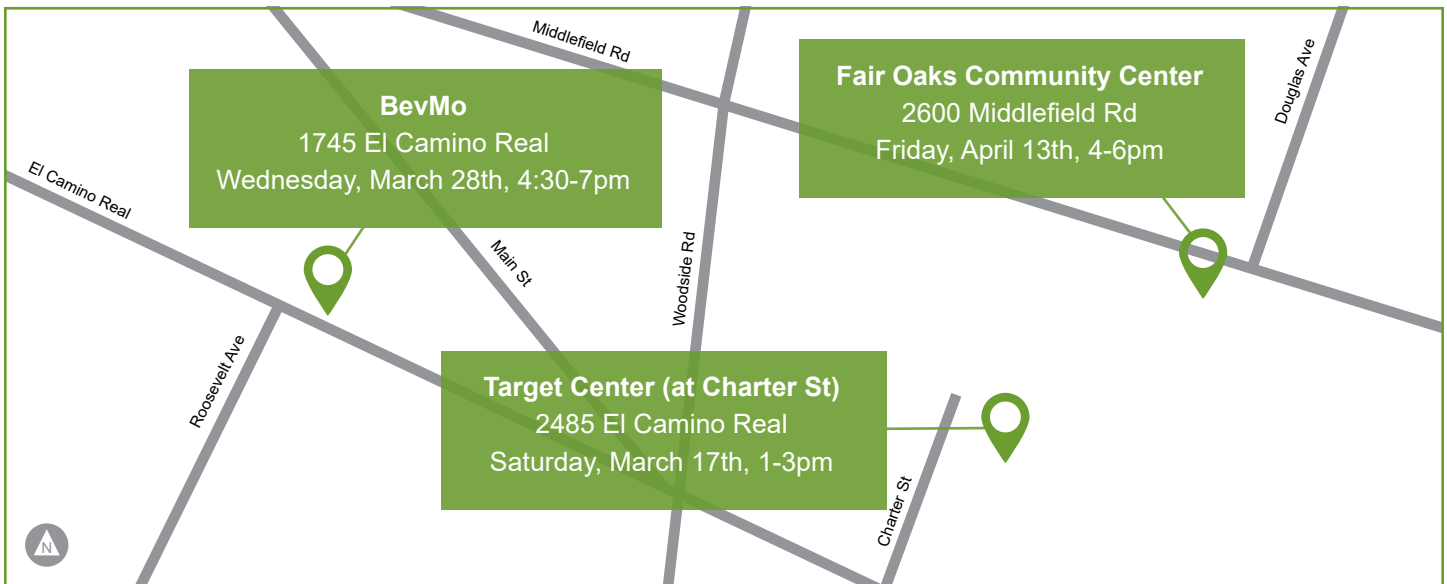 Middlefield Rd
Fair Oaks Community Center
2600 Middlefield Rd
Friday, April 13th, 4-6pm
Douglas Ave
BevMo
1745 El Camino Real
Wednesday, March 28th, 4:30-7pm
El Camino Real
Main St
Woodside Rd
Roosevelt Ave
Target Center (at Charter St)
2485 El Camino Real
Saturday, March 17th, 1-3pm
Charter St
N